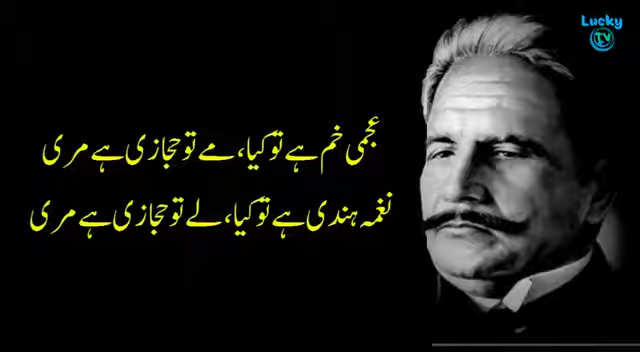 Lucky
TV
عجمی خم ہے تو کیا، مے تو حجازی ہے مری
نغمہ ہندی ہے تو کیا، لے تو حجازی ہے مری